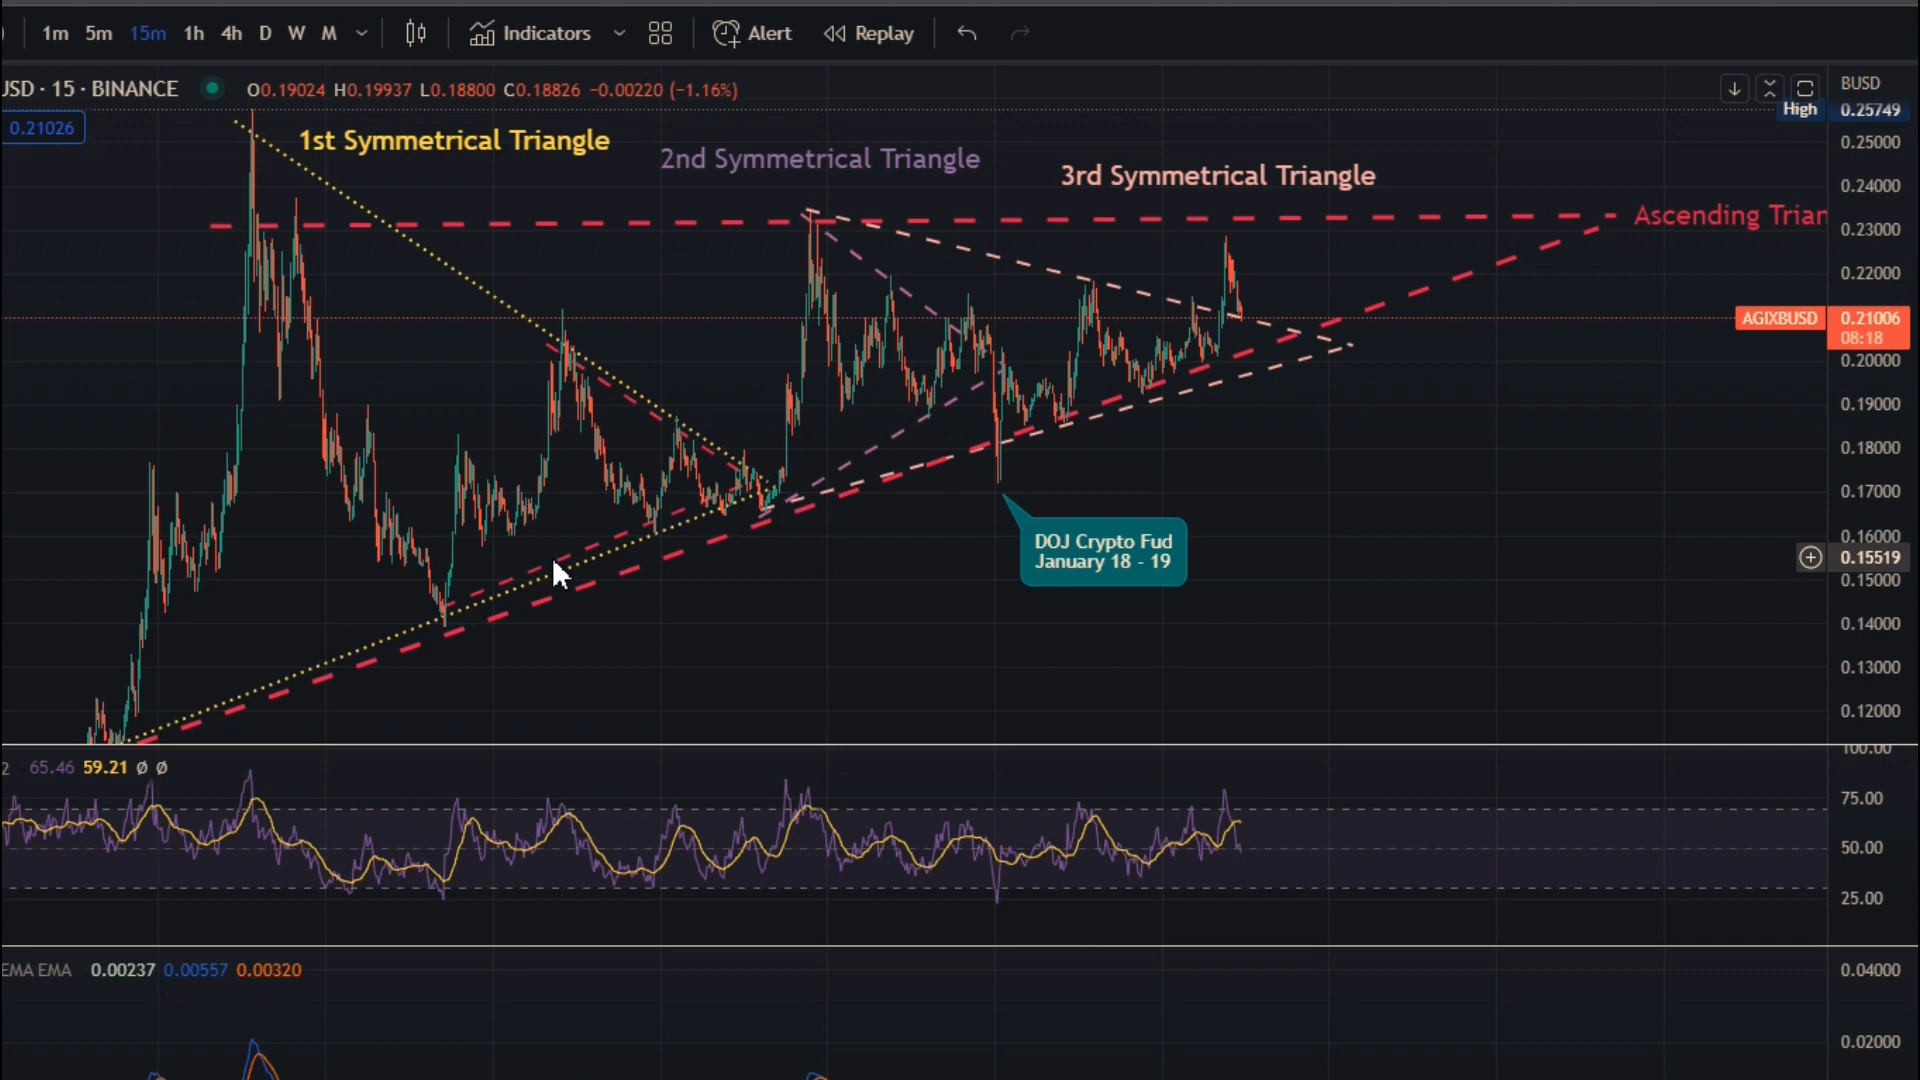 1m 5m 15m 1h 4h D W M Indicators Alert Replay
USD · 15 · BINANCE O0.19024 H0.19937 L0.18800 C0.18826 −0.00220 (−1.16%)
BUSD
High 0.25749
0.21026
1st Symmetrical Triangle
2nd Symmetrical Triangle
3rd Symmetrical Triangle
Ascending Trian
0.25000
0.24000
0.23000
0.22000
AGIXBUSD 0.21006
08:18
0.20000
0.19000
0.18000
0.17000
0.16000
DOJ Crypto Fud
January 18 - 19
0.15519
0.15000
0.14000
0.13000
0.12000
100.00
2 65.46 59.21 Ø Ø
75.00
50.00
25.00
EMA EMA 0.00237 0.00557 0.00320
0.04000
0.02000